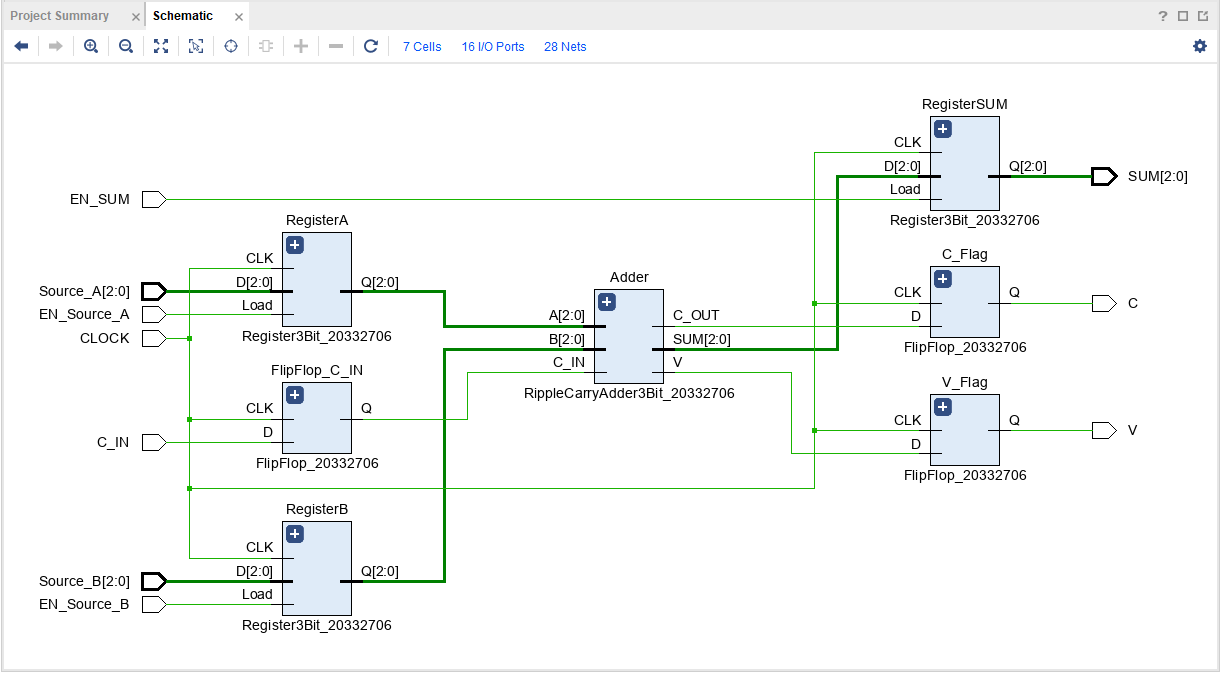 Project Summary
Schematic
7 Cells
16 I/O Ports
28 Nets
RegisterSUM
CLK
D[2:0]
Load
Q[2:0]
SUM[2:0]
Register3Bit_20332706
EN_SUM
RegisterA
CLK
D[2:0]
Load
Q[2:0]
Register3Bit_20332706
Source_A[2:0]
EN_Source_A
CLOCK
C_Flag
CLK
D
Q
C
FlipFlop_20332706
Adder
A[2:0]
B[2:0]
C_IN
C_OUT
SUM[2:0]
V
RippleCarryAdder3Bit_20332706
FlipFlop_C_IN
CLK
D
Q
FlipFlop_20332706
C_IN
V_Flag
CLK
D
Q
V
FlipFlop_20332706
RegisterB
CLK
D[2:0]
Load
Q[2:0]
Register3Bit_20332706
Source_B[2:0]
EN_Source_B